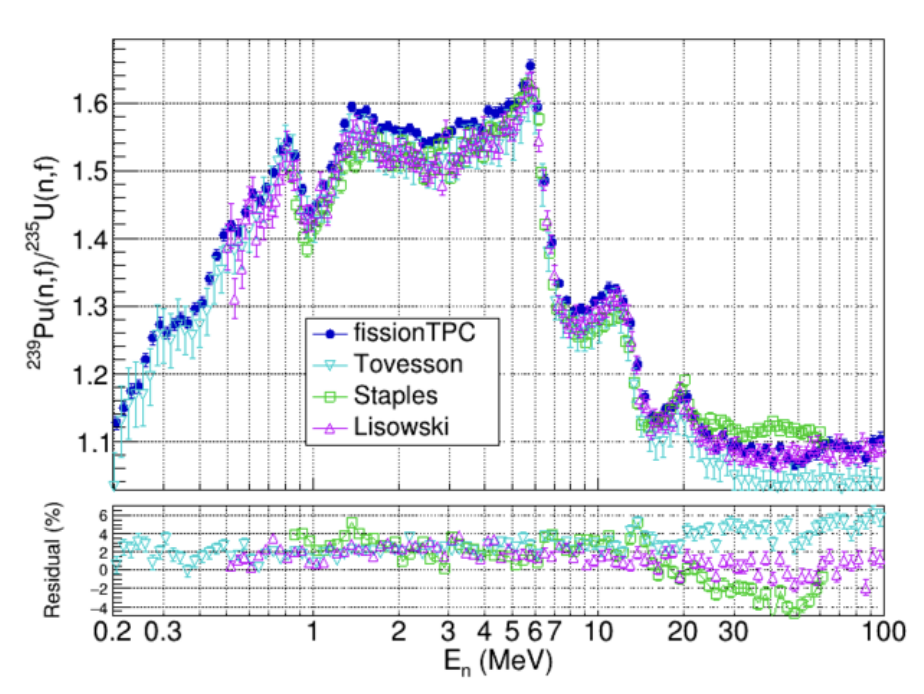 ²³⁹Pu(n,f)/²³⁵U(n,f)
1.6
1.5
1.4
1.3
1.2
1.1
fissionTPC
Tovesson
Staples
Lisowski
Residual (%)
6
4
2
0
−2
−4
0.2 0.3 1 2 3 4 5 6 7 10 20 30 100
Eₙ (MeV)